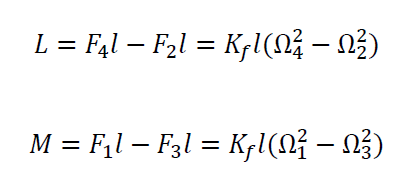 L = F₄l − F₂l = K_f l(Ω₄² − Ω₂²)
M = F₁l − F₃l = K_f l(Ω₁² − Ω₃²)